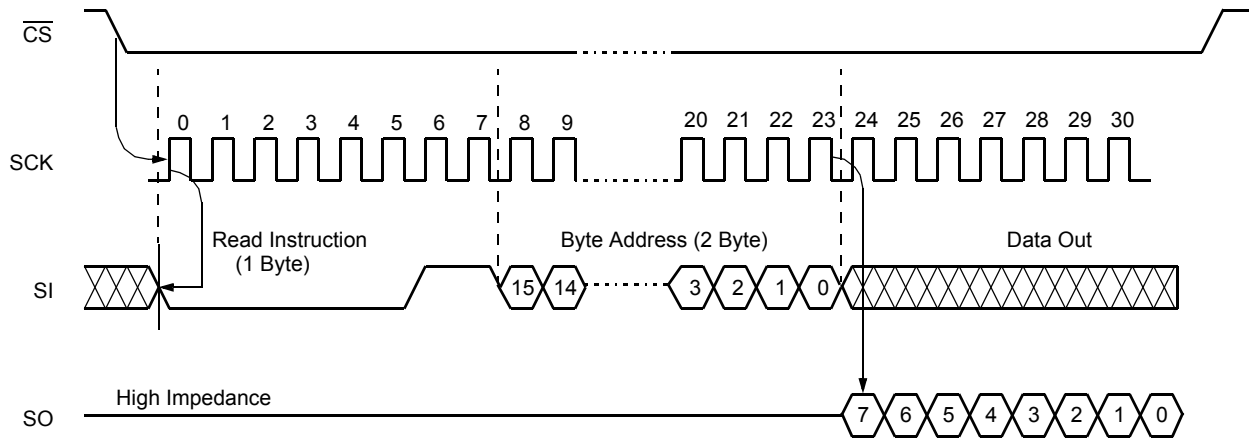 CS
0 1 2 3 4 5 6 7 8 9 20 21 22 23 24 25 26 27 28 29 30
SCK
Read Instruction
(1 Byte)
Byte Address (2 Byte)
Data Out
SI
15 14 3 2 1 0
High Impedance
SO
7 6 5 4 3 2 1 0